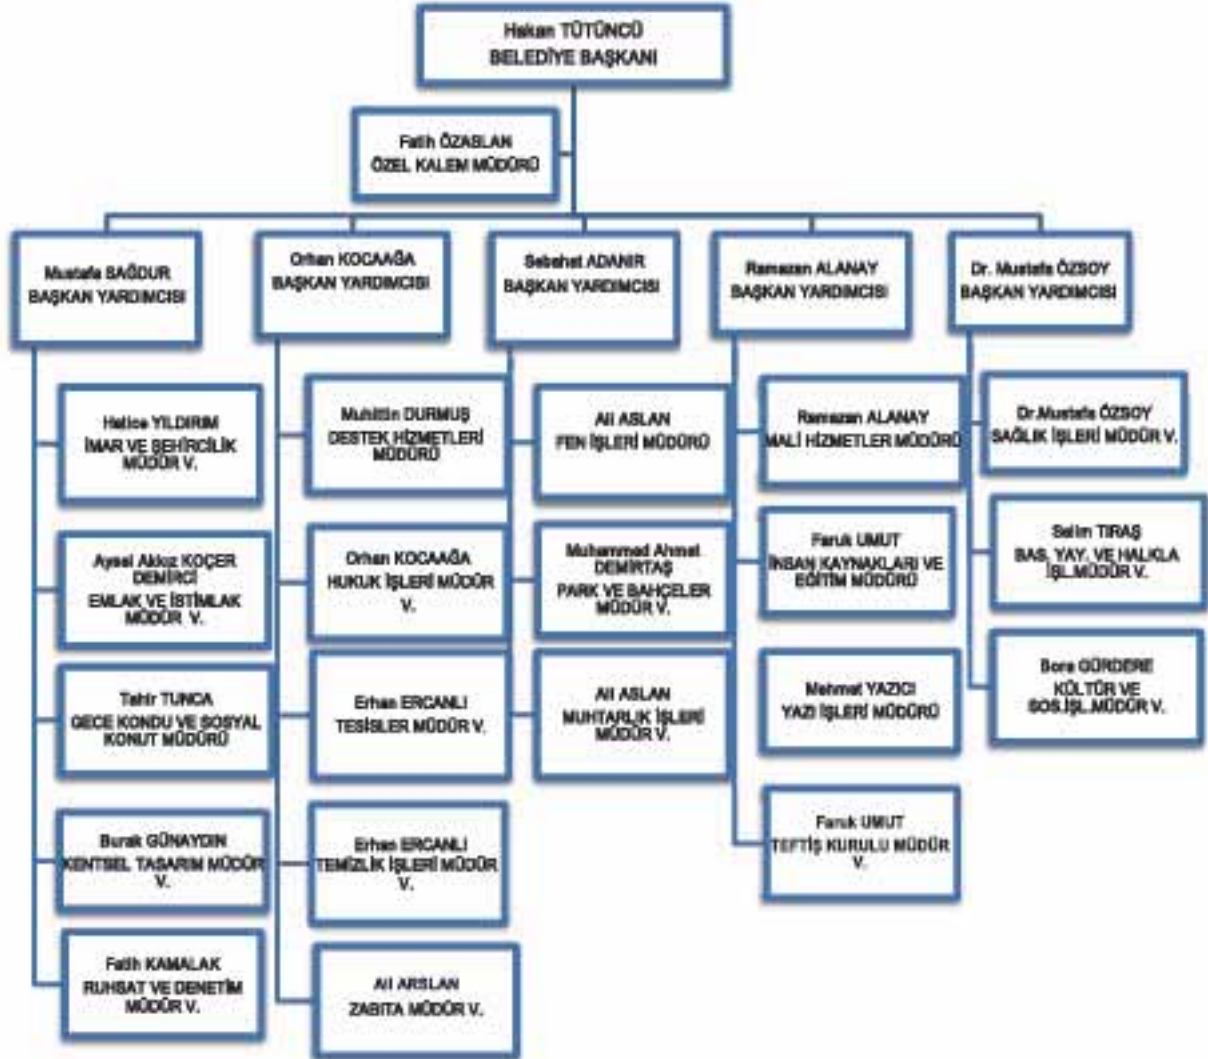 Hakan TÜTÜNCÜ
BELEDİYE BAŞKANI
Fatih ÖZASLAN
ÖZEL KALEM MÜDÜRÜ
Mustafa SAĞDUR
BAŞKAN YARDIMCISI
Orhan KOCAAĞA
BAŞKAN YARDIMCISI
Sebahat ADANIR
BAŞKAN YARDIMCISI
Ramazan ALANAY
BAŞKAN YARDIMCISI
Dr. Mustafa ÖZSOY
BAŞKAN YARDIMCISI
Hatice YILDIRIM
İMAR VE ŞEHİRCİLİK
MÜDÜR V.
Aysel Akkız KOÇER
DEMİRCİ
EMLAK VE İSTİMLAK
MÜDÜR V.
Tahir TUNCA
GECE KONDU VE SOSYAL
KONUT MÜDÜRÜ
Burak GÜNAYDIN
KENTSEL TASARIM MÜDÜR
V.
Fatih KAMALAK
RUHSAT VE DENETİM
MÜDÜR V.
Muhittin DURMUŞ
DESTEK HİZMETLERİ
MÜDÜRÜ
Orhan KOCAAĞA
HUKUK İŞLERİ MÜDÜR
V.
Erhan ERCANLI
TESİSLER MÜDÜR V.
Erhan ERCANLI
TEMİZLİK İŞLERİ MÜDÜR
V.
Ali ARSLAN
ZABITA MÜDÜR V.
Ali ASLAN
FEN İŞLERİ MÜDÜRÜ
Muhammed Ahmet
DEMİRTAŞ
PARK VE BAHÇELER
MÜDÜR V.
Ali ASLAN
MUHTARLIK İŞLERİ
MÜDÜR V.
Ramazan ALANAY
MALİ HİZMETLER MÜDÜRÜ
Faruk UMUT
İNSAN KAYNAKLARI VE
EĞİTİM MÜDÜRÜ
Mehmet YAZICI
YAZI İŞLERİ MÜDÜRÜ
Faruk UMUT
TEFTİŞ KURULU MÜDÜR
V.
Dr.Mustafa ÖZSOY
SAĞLIK İŞLERİ MÜDÜR V.
Selim TIRAŞ
BAS. YAY. VE HALKLA
İŞL.MÜDÜR V.
Bora GÜRDERE
KÜLTÜR VE
SOS.İŞL.MÜDÜR V.